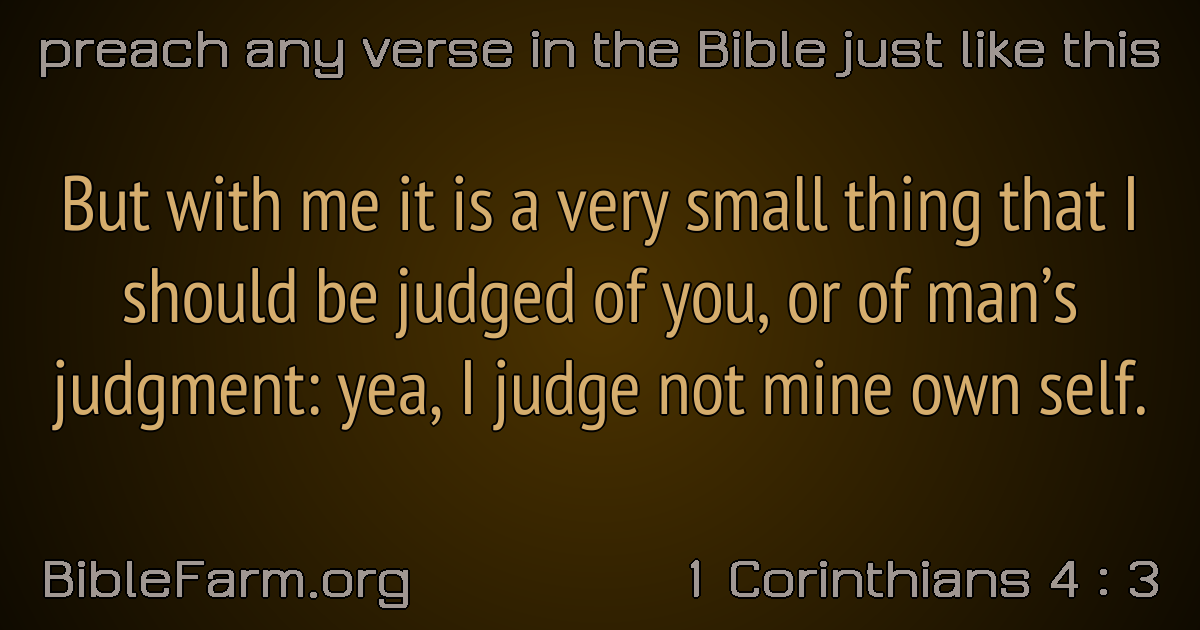 preach any verse in the Bible just like this
But with me it is a very small thing that I
should be judged of you, or of man’s
judgment: yea, I judge not mine own self.
BibleFarm.org
1 Corinthians 4 : 3